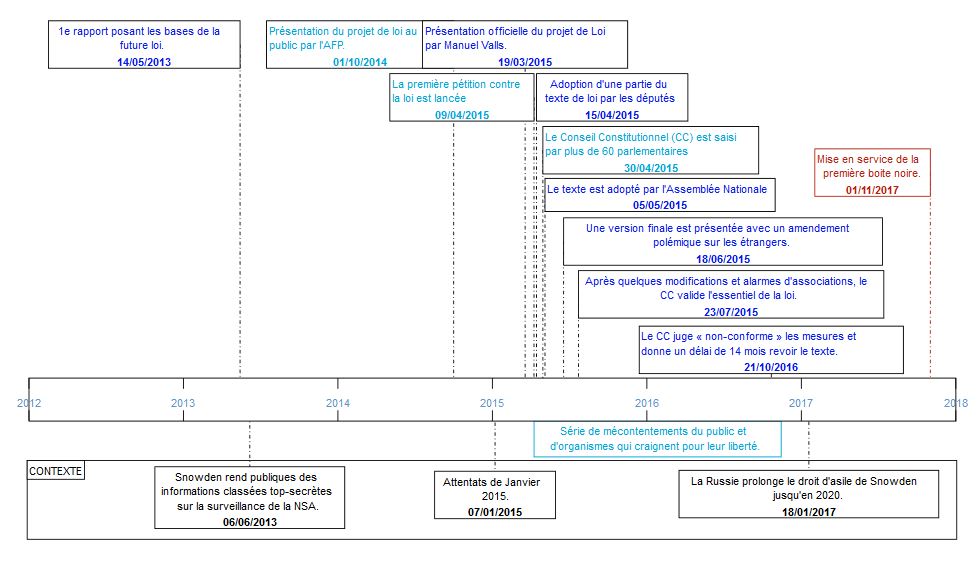 1e rapport posant les bases de la
future loi.
14/05/2013
Présentation du projet de loi au
public par l'AFP.
01/10/2014
Présentation officielle du projet de Loi
par Manuel Valls.
19/03/2015
La première pétition contre
la loi est lancée
09/04/2015
Adoption d'une partie du
texte de loi par les députés
15/04/2015
Le Conseil Constitutionnel (CC) est saisi
par plus de 60 parlementaires
30/04/2015
Mise en service de la
première boite noire.
01/11/2017
Le texte est adopté par l'Assemblée Nationale
05/05/2015
Une version finale est présentée avec un amendement
polémique sur les étrangers.
18/06/2015
Après quelques modifications et alarmes d'associations, le
CC valide l'essentiel de la loi.
23/07/2015
Le CC juge « non-conforme » les mesures et
donne un délai de 14 mois revoir le texte.
21/10/2016
2012 2013 2014 2015 2016 2017 2018
Série de mécontentements du public et
d'organismes qui craignent pour leur liberté.
CONTEXTE
Snowden rend publiques des
informations classées top-secrètes
sur la surveillance de la NSA.
06/06/2013
Attentats de Janvier
2015.
07/01/2015
La Russie prolonge le droit d'asile de Snowden
jusqu'en 2020.
18/01/2017